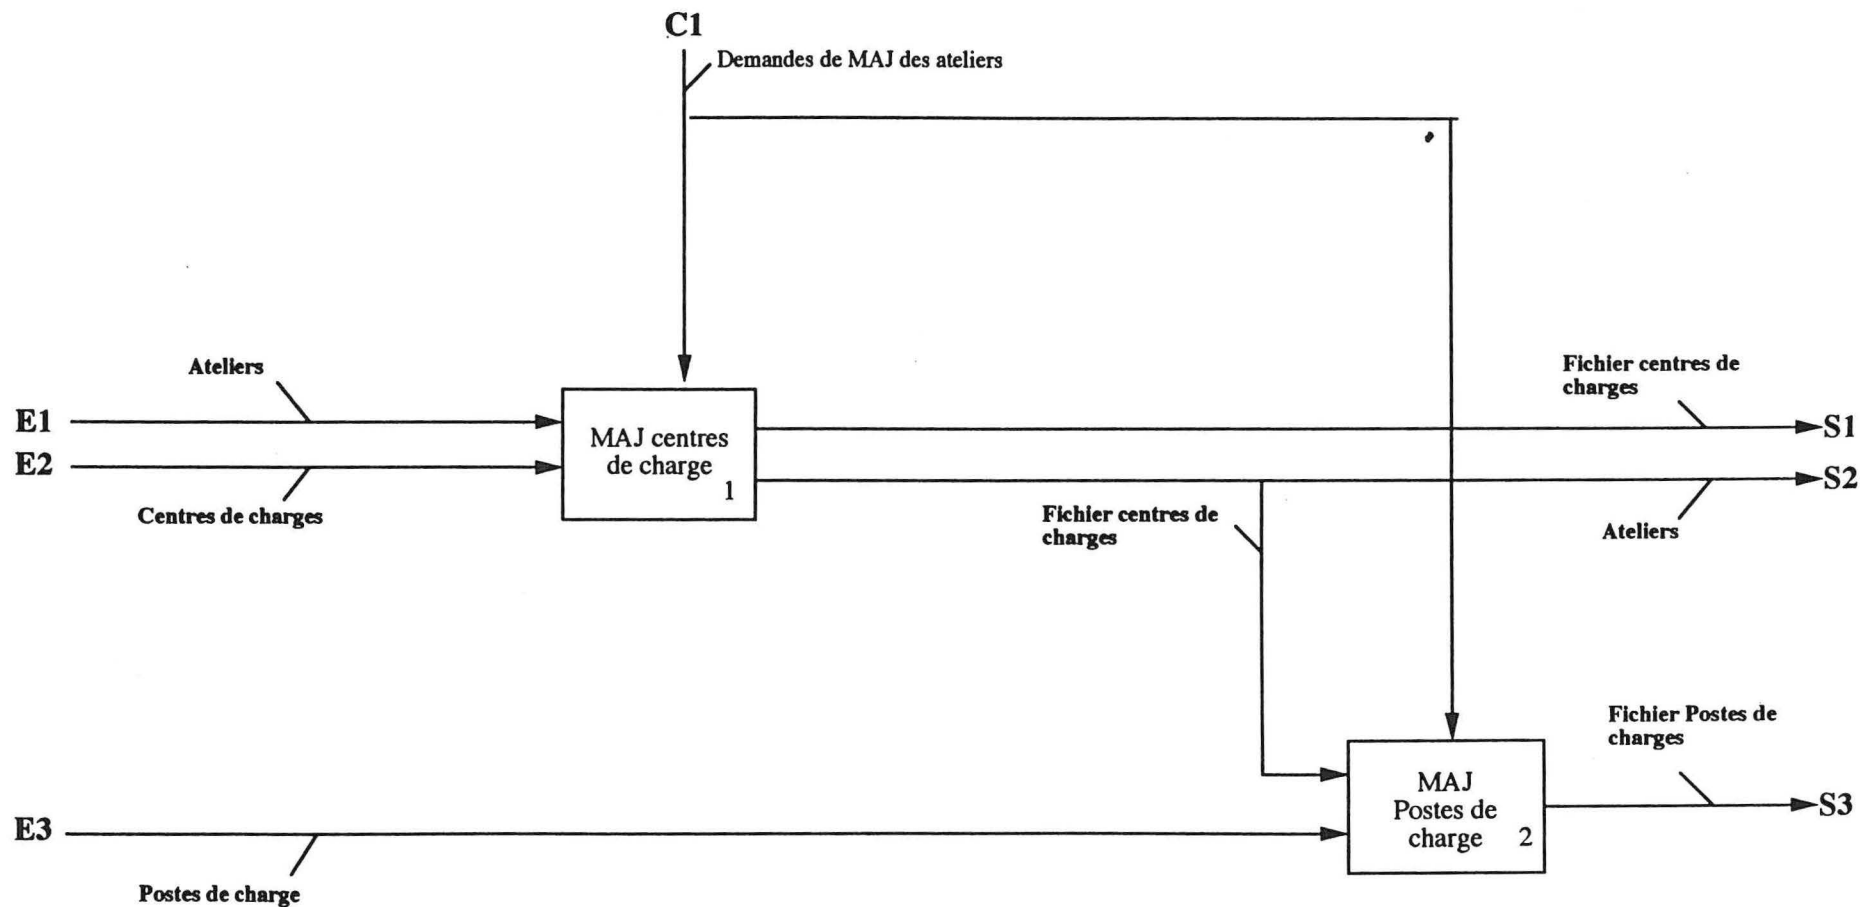 C1
Demandes de MAJ des ateliers
Ateliers
Fichier centres de
charges
E1
MAJ centres
de charge
1
S1
E2
S2
Centres de charges
Fichier centres de
charges
Ateliers
Fichier Postes de
charges
MAJ
Postes de
charge
2
S3
E3
Postes de charge